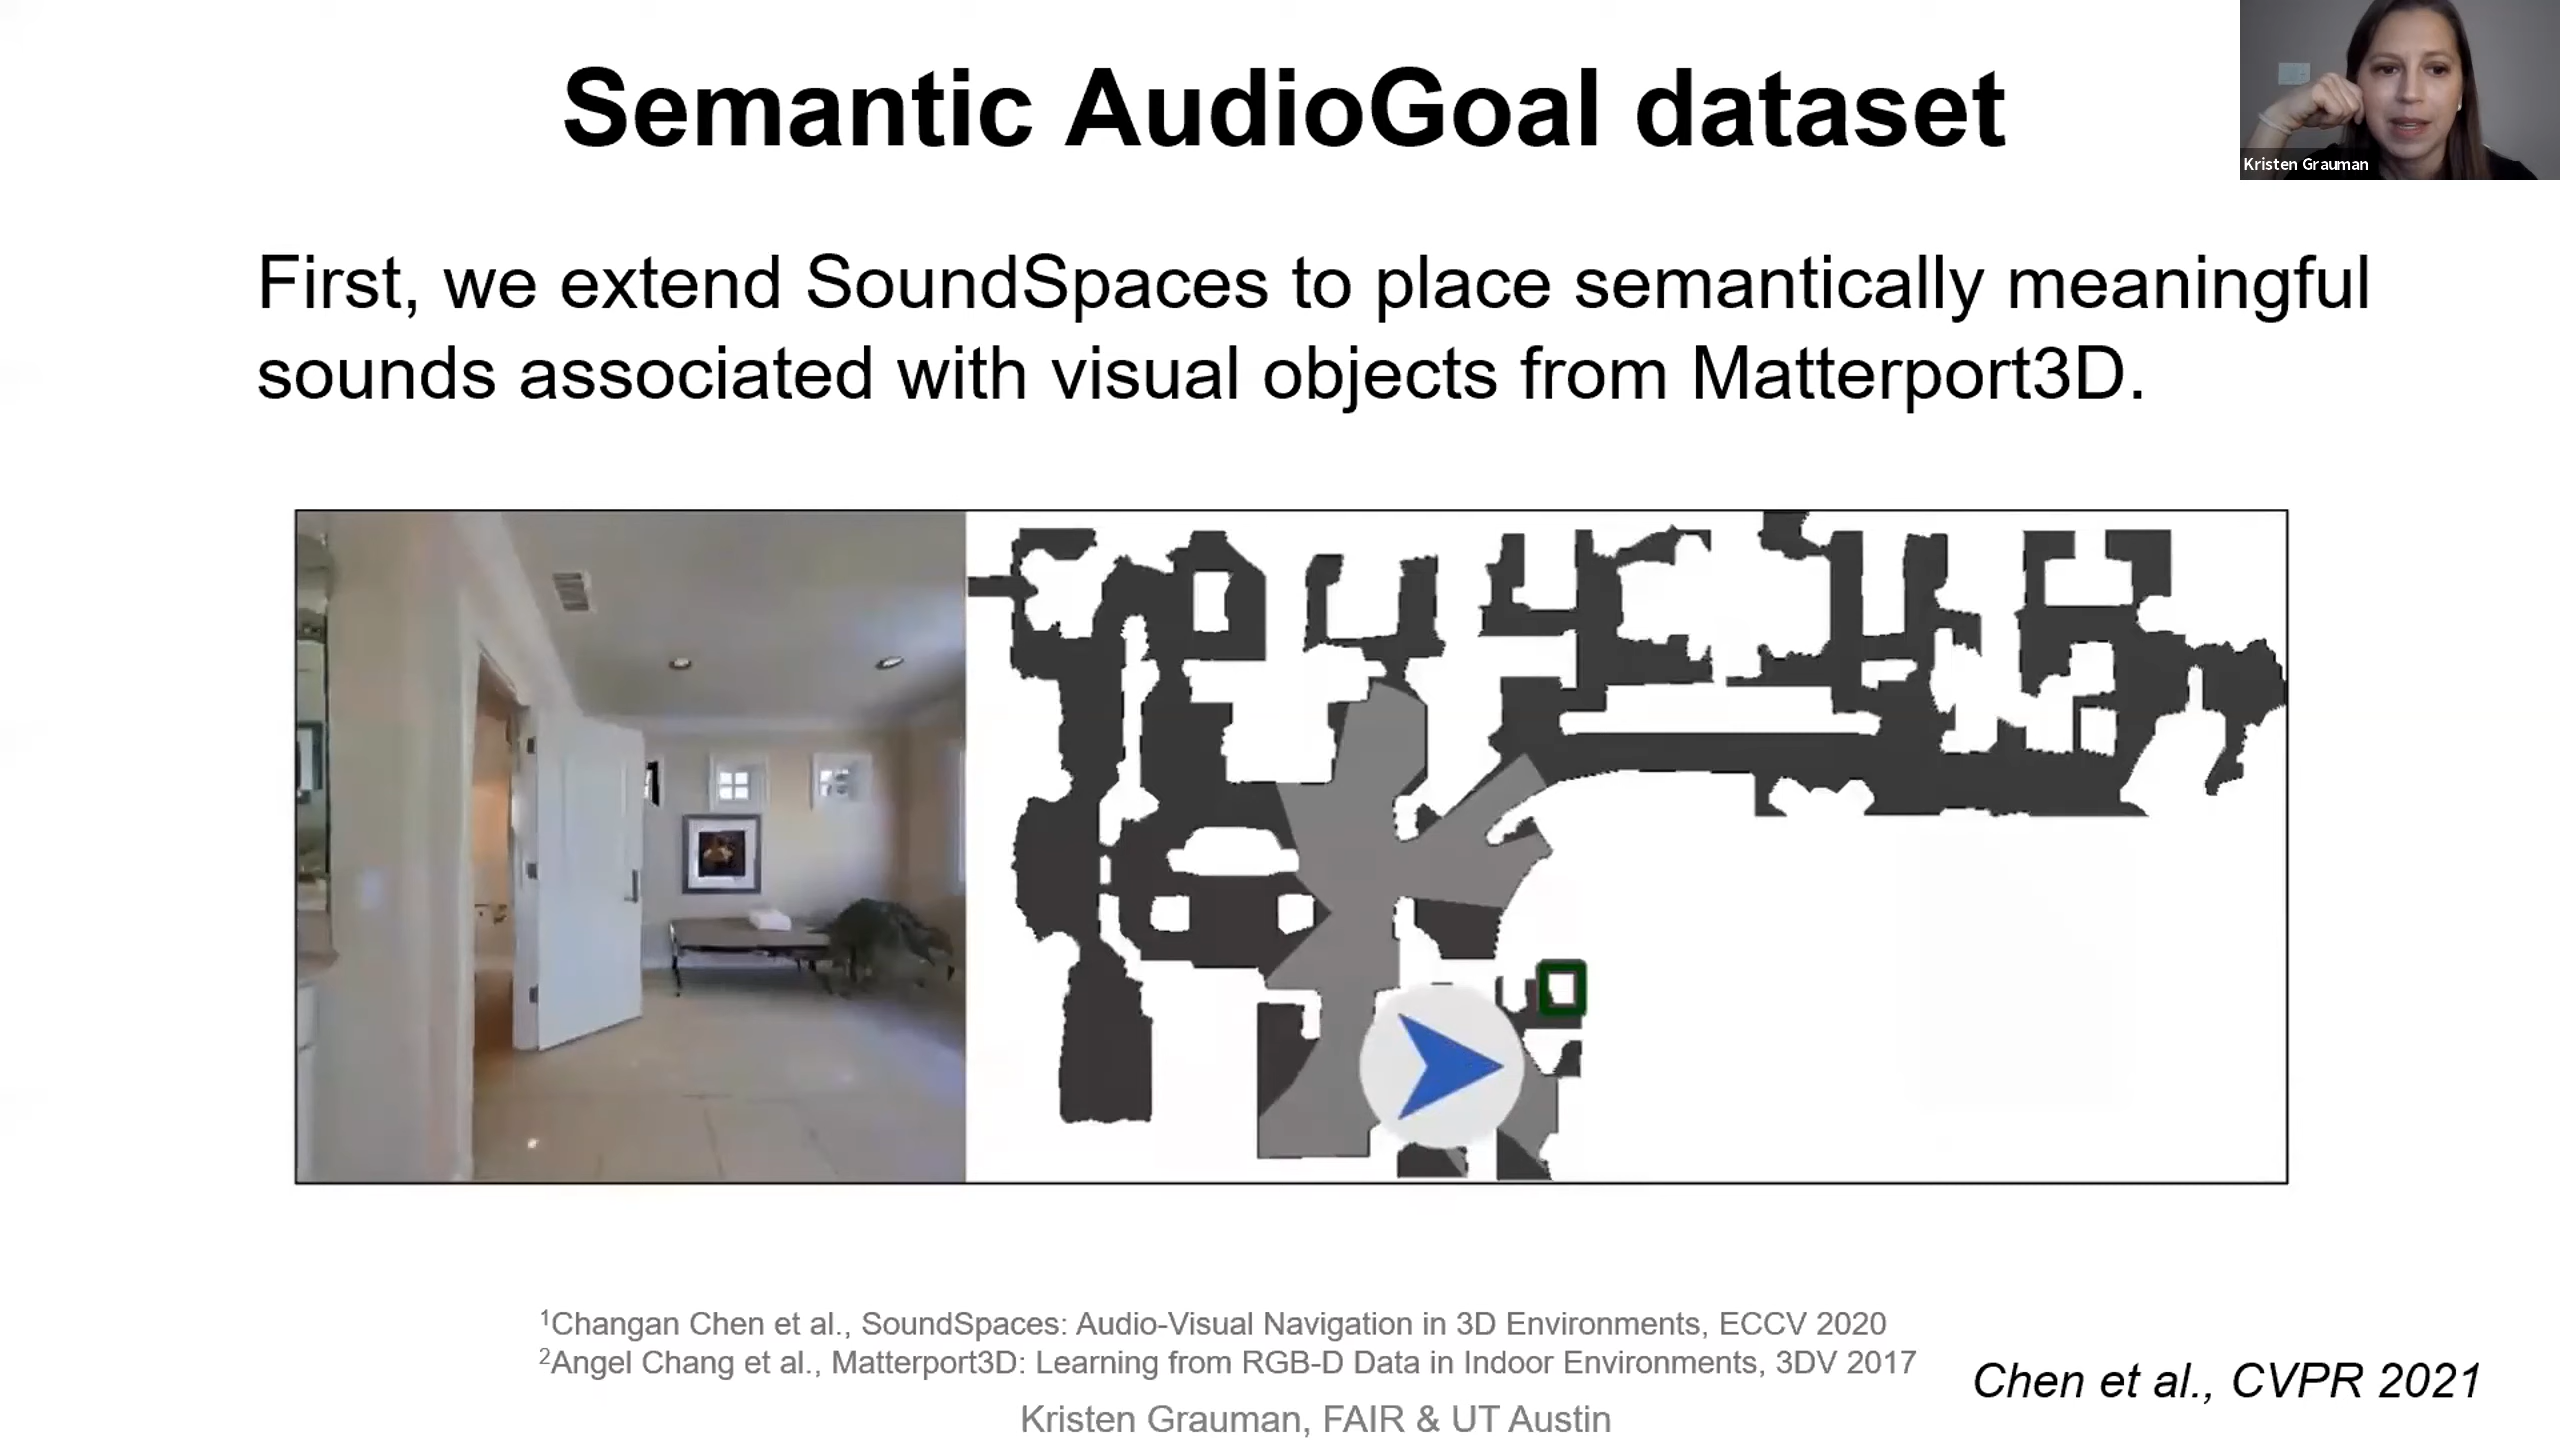 Semantic AudioGoal dataset
Kristen Grauman
First, we extend SoundSpaces to place semantically meaningful
sounds associated with visual objects from Matterport3D.
1Changan Chen et al., SoundSpaces: Audio-Visual Navigation in 3D Environments, ECCV 2020
2Angel Chang et al., Matterport3D: Learning from RGB-D Data in Indoor Environments, 3DV 2017
Chen et al., CVPR 2021
Kristen Grauman, FAIR & UT Austin